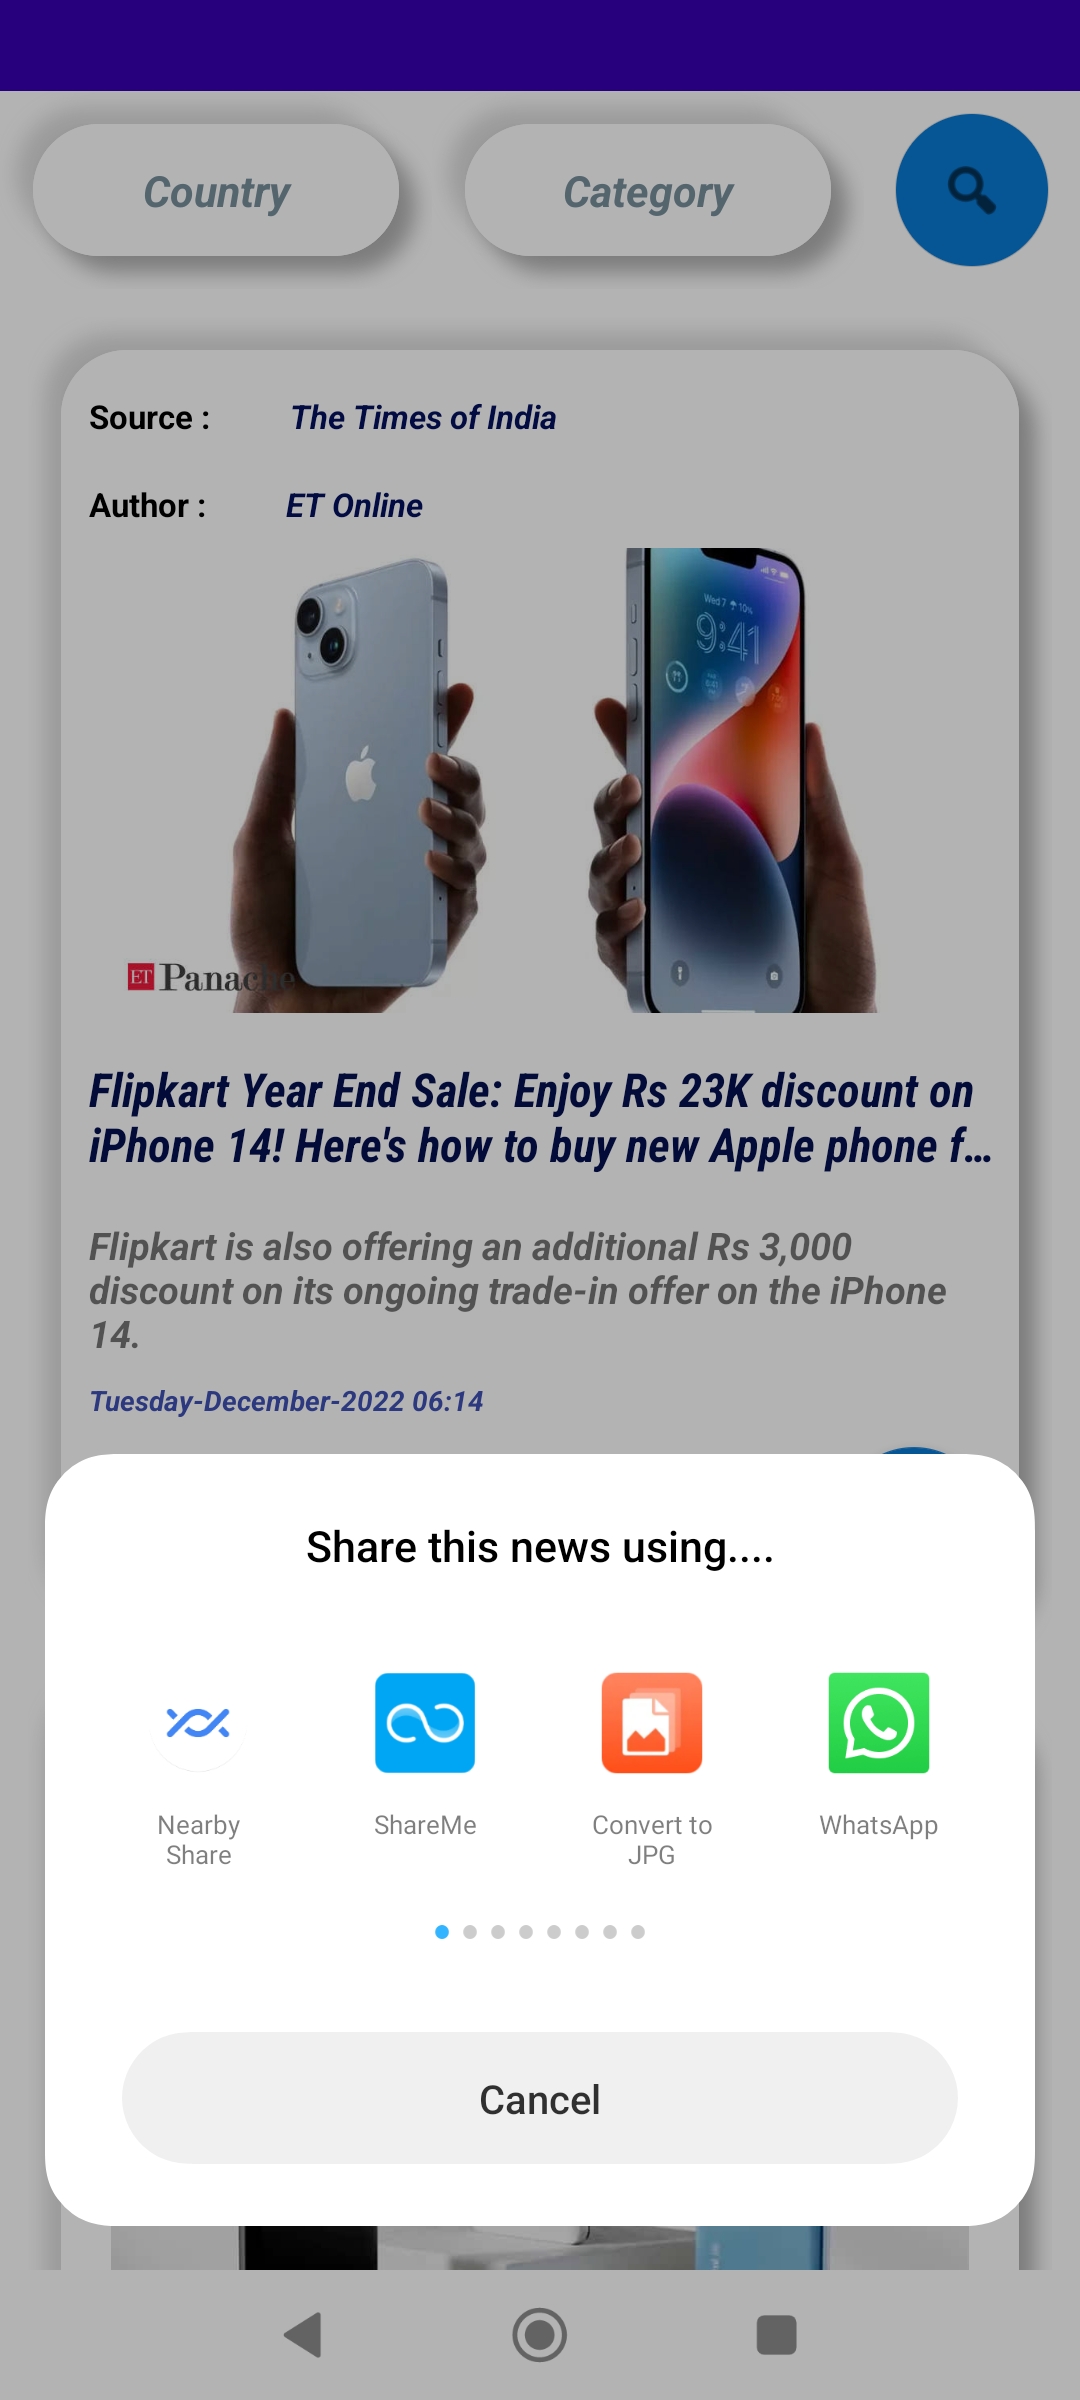 Country
Category
Source :
The Times of India
Author :
ET Online
Wed 7 10%
9:41
ET Panache
Flipkart Year End Sale: Enjoy Rs 23K discount on
iPhone 14! Here's how to buy new Apple phone f...
Flipkart is also offering an additional Rs 3,000
discount on its ongoing trade-in offer on the iPhone
14.
Tuesday-December-2022 06:14
Share this news using....
Nearby
Share
ShareMe
Convert to
JPG
WhatsApp
Cancel